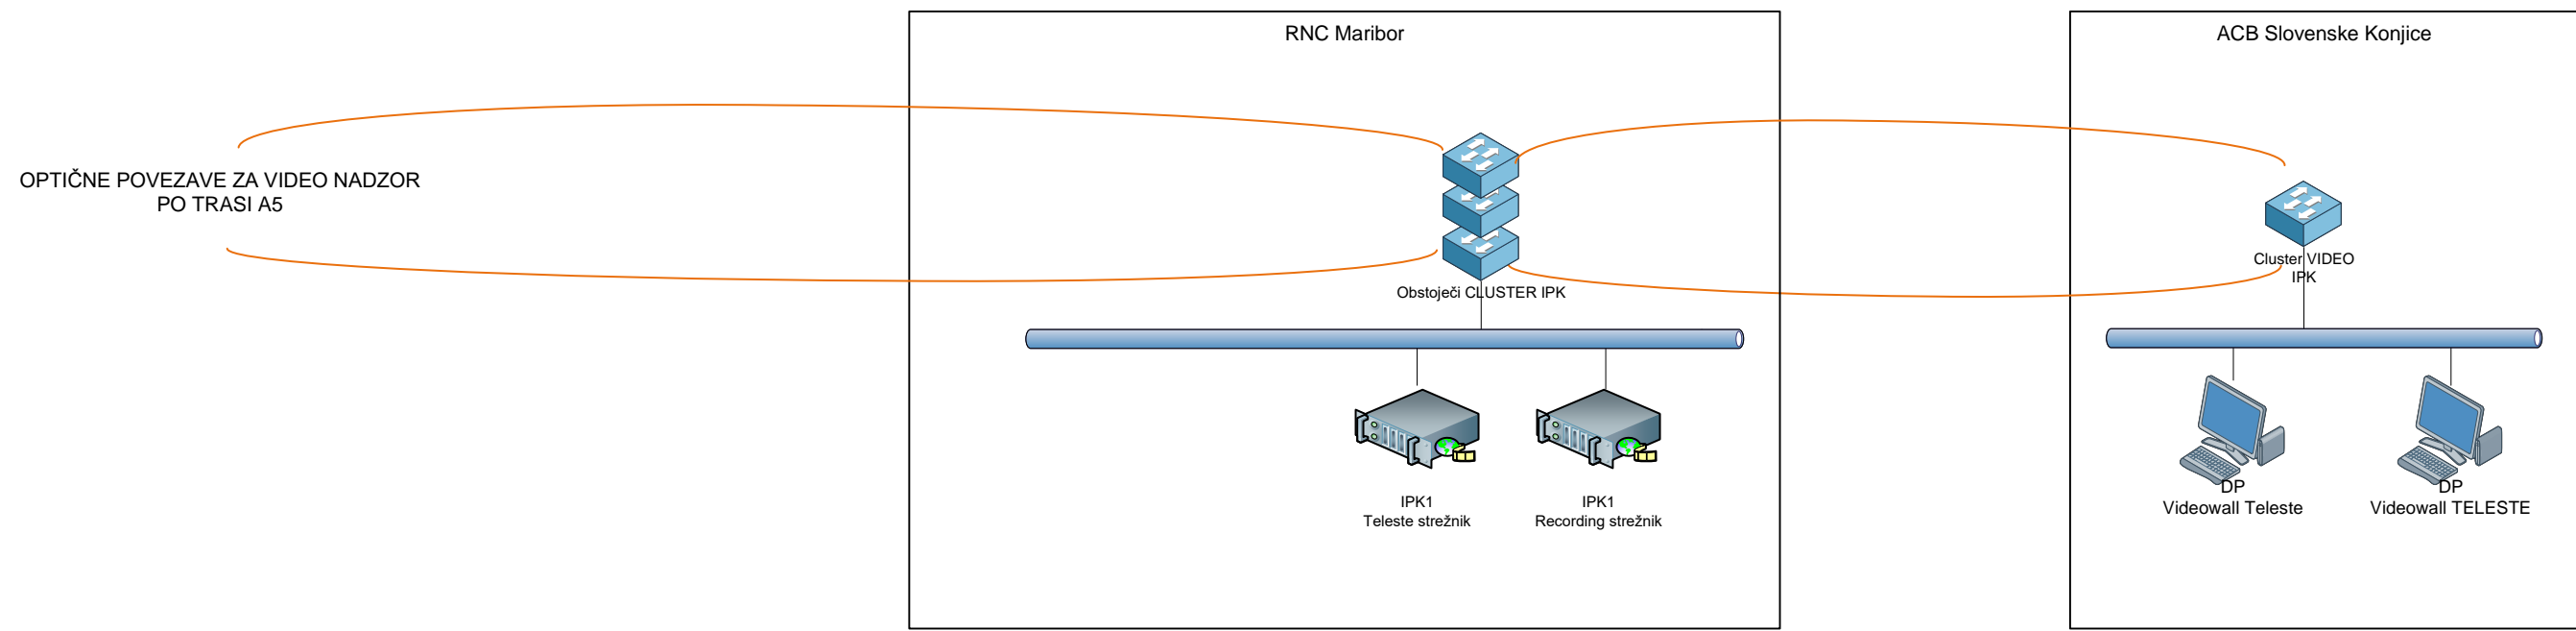 RNC Maribor
ACB Slovenske Konjice
OPTIČNE POVEZAVE ZA VIDEO NADZOR
PO TRASI A5
Obstoječi CLUSTER IPK
Cluster VIDEO
IPK
IPK1
Teleste strežnik
IPK1
Recording strežnik
DP
Videowall Teleste
DP
Videowall TELESTE